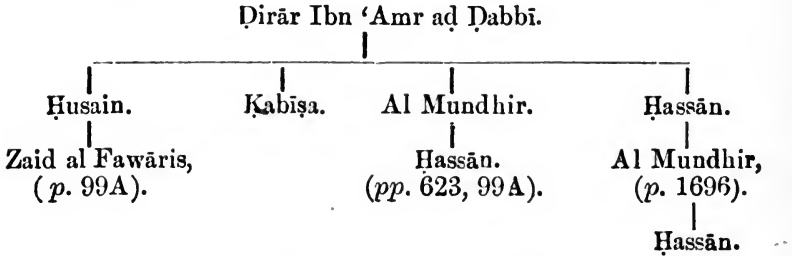 Ḍirār Ibn ‘Amr aḍ Ḍabbī.
Ḥusain. Ḳabīṣa. Al Mundhir. Ḥassān.
Zaid al Fawāris, Ḥassān. Al Mundhir,
(p. 99A). (pp. 623, 99A). (p. 1696).
Ḥassān.